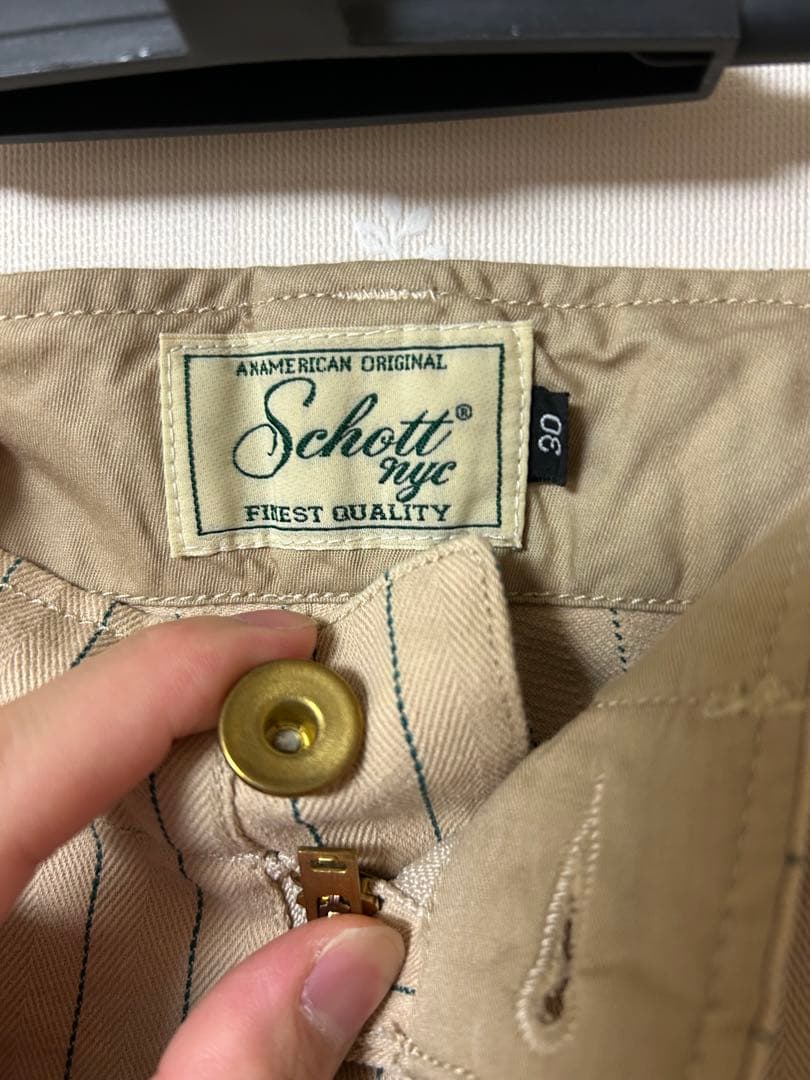 ANAMERICAN ORIGINAL
Schott®
nyc
FINEST QUALITY
30